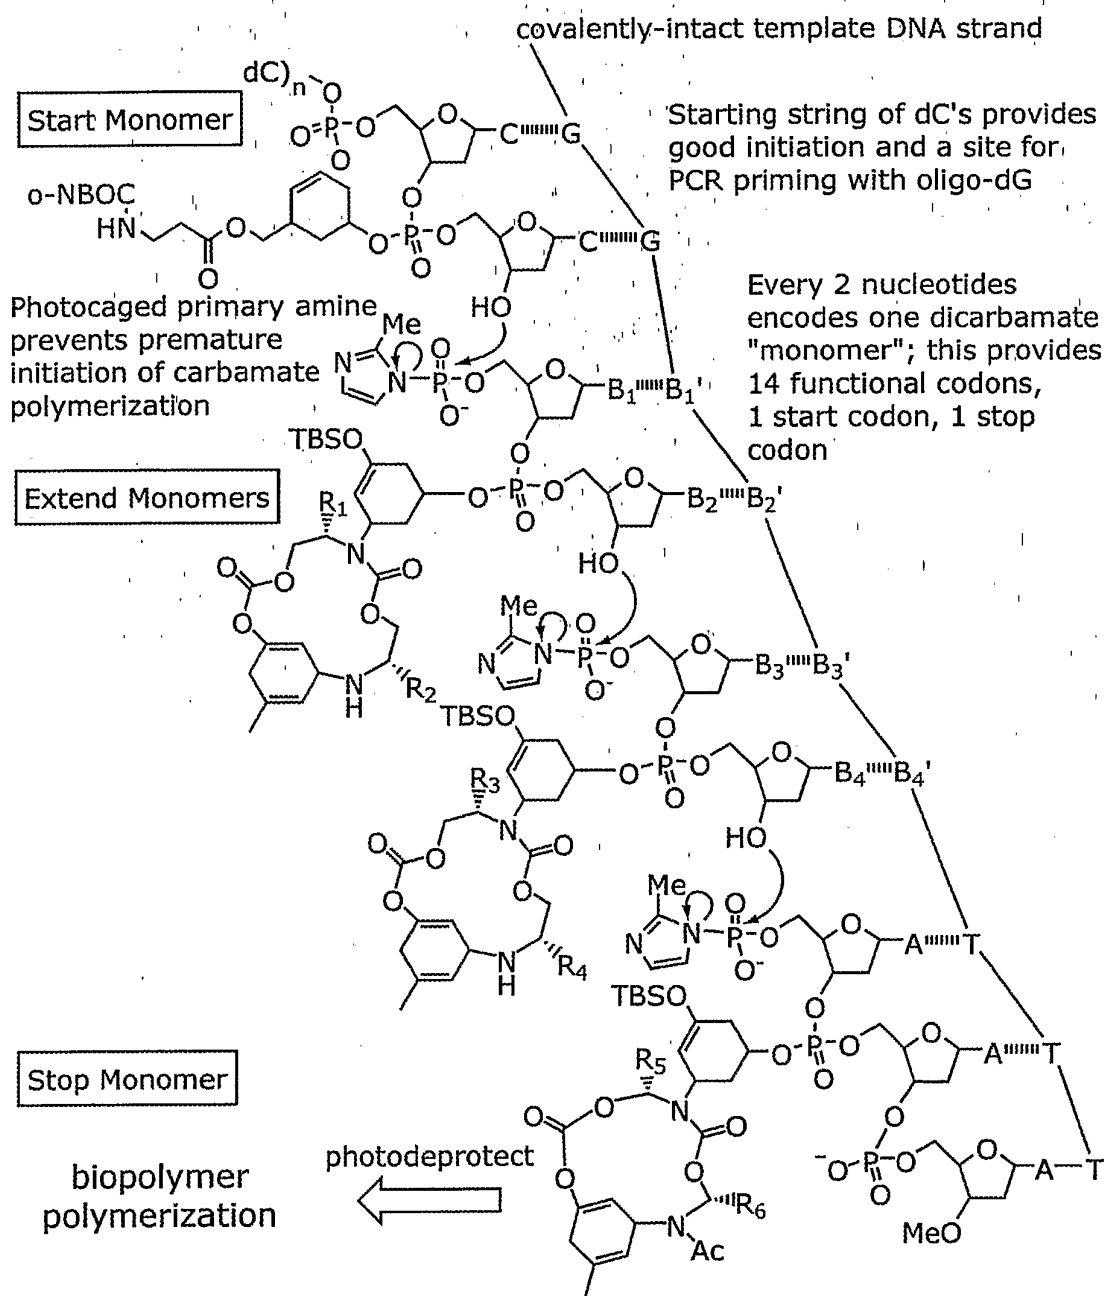 covalently-intact template DNA strand
dC)n O
Start Monomer
O=P-O O C G
O
Starting string of dC's provides
good initiation and a site for
PCR priming with oligo-dG
o-NBOC
HN O O
O O P O O C G
O
HO
Photocaged primary amine
prevents premature
initiation of carbamate
polymerization
Every 2 nucleotides
encodes one dicarbamate
"monomer"; this provides
14 functional codons,
1 start codon, 1 stop
codon
Me
N N-P-O O B1 B1'
O
O-
TBSO
O
Extend Monomers
O P O O B2 B2'
O
R1
N
O O O
O O
HO
Me
N N-P-O O B3 B3'
O
O-
N
H
R2
TBSO
O
O P O O B4 B4'
O
R3
N
O O O
O O
HO
Me
N N-P-O O A T
O
O-
N
H
R4
TBSO
O
Stop Monomer
O P O O A T
O
R5
N
O O O
O O
O
-O-P-O O A T
O
MeO
photodeprotect
biopolymer
polymerization
R6
N
Ac